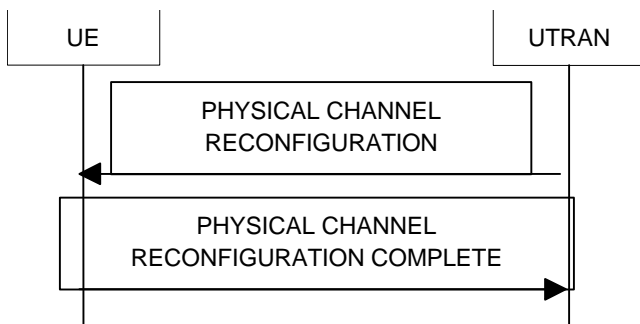 UE
UTRAN
PHYSICAL CHANNEL
RECONFIGURATION
PHYSICAL CHANNEL
RECONFIGURATION COMPLETE